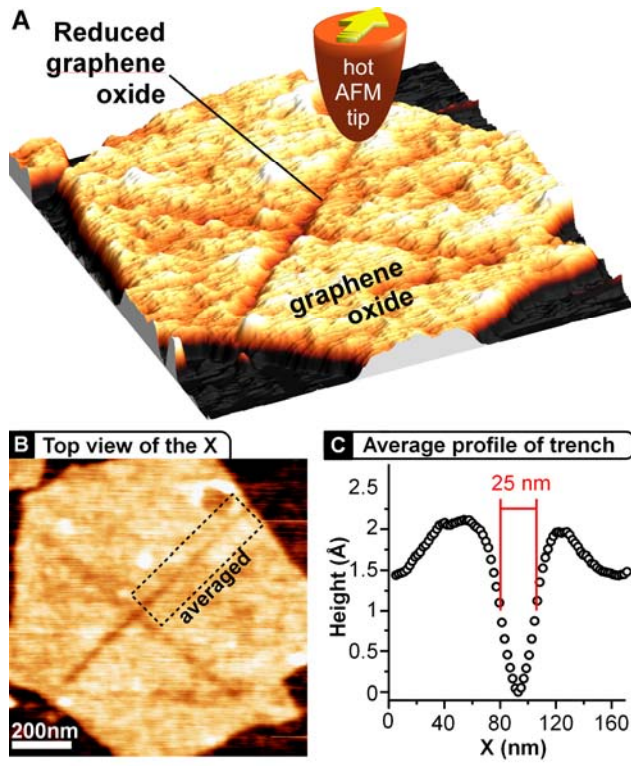 A
Reduced
graphene
oxide
hot
AFM
tip
graphene
oxide
B Top view of the X
averaged
200nm
C Average profile of trench
25 nm
2.5
2
1.5
1
0.5
0
Height (Å)
0 40 80 120 160
X (nm)